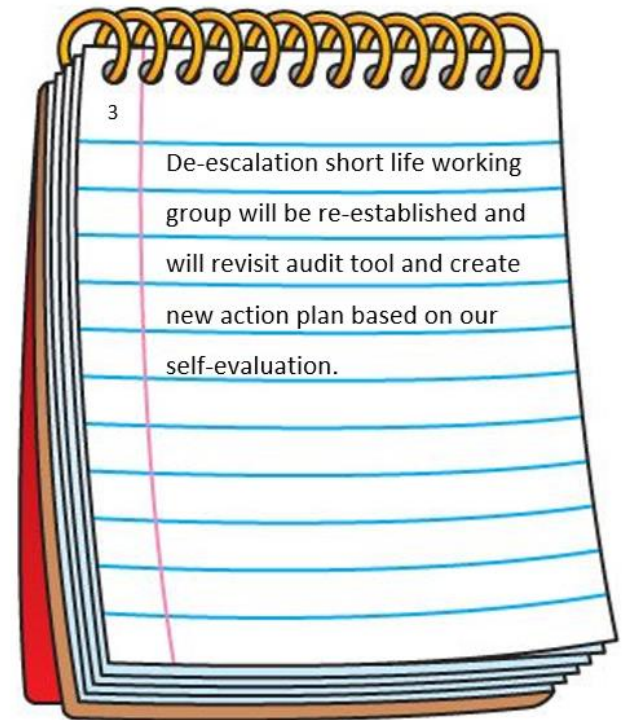 3
De-escalation short life working
group will be re-established and
will revisit audit tool and create
new action plan based on our
self-evaluation.